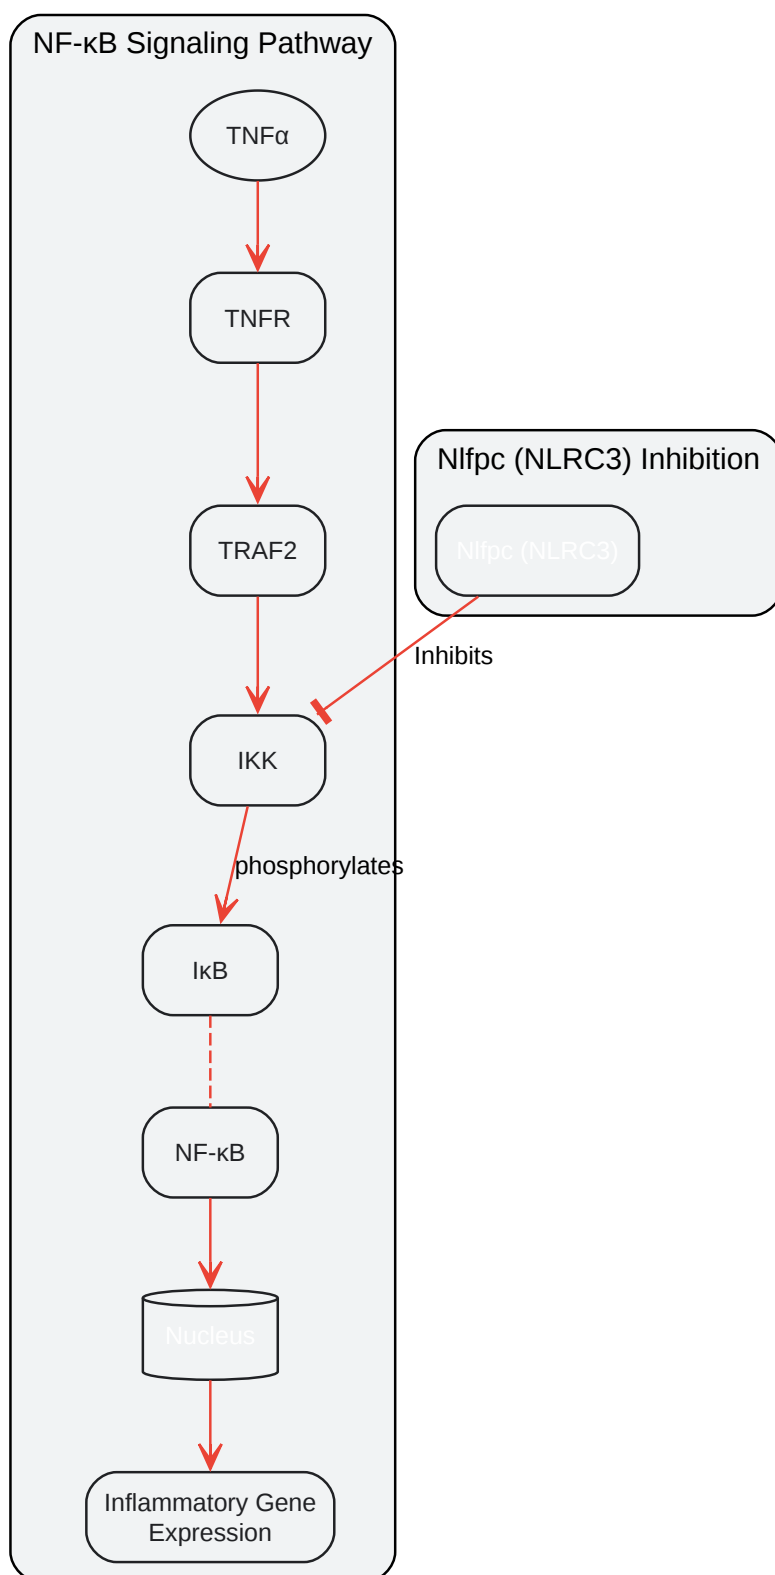 NF-κB Signaling Pathway
TNFα
TNFR
Nlfpc (NLRC3) Inhibition
TRAF2
Nlfpc (NLRC3)
Inhibits
IKK
phosphorylates
IκB
NF-κB
Nucleus
Inflammatory Gene
Expression